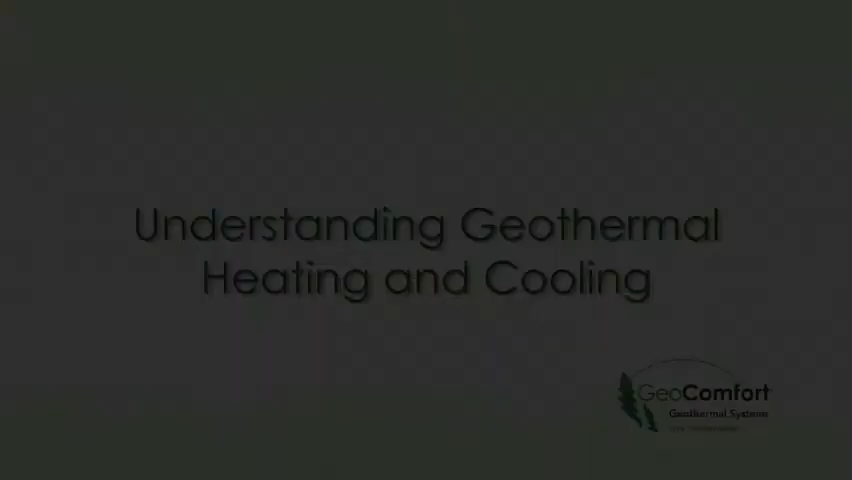 Understanding Geothermal
Heating and Cooling
GeoComfort
Geothermal Systems